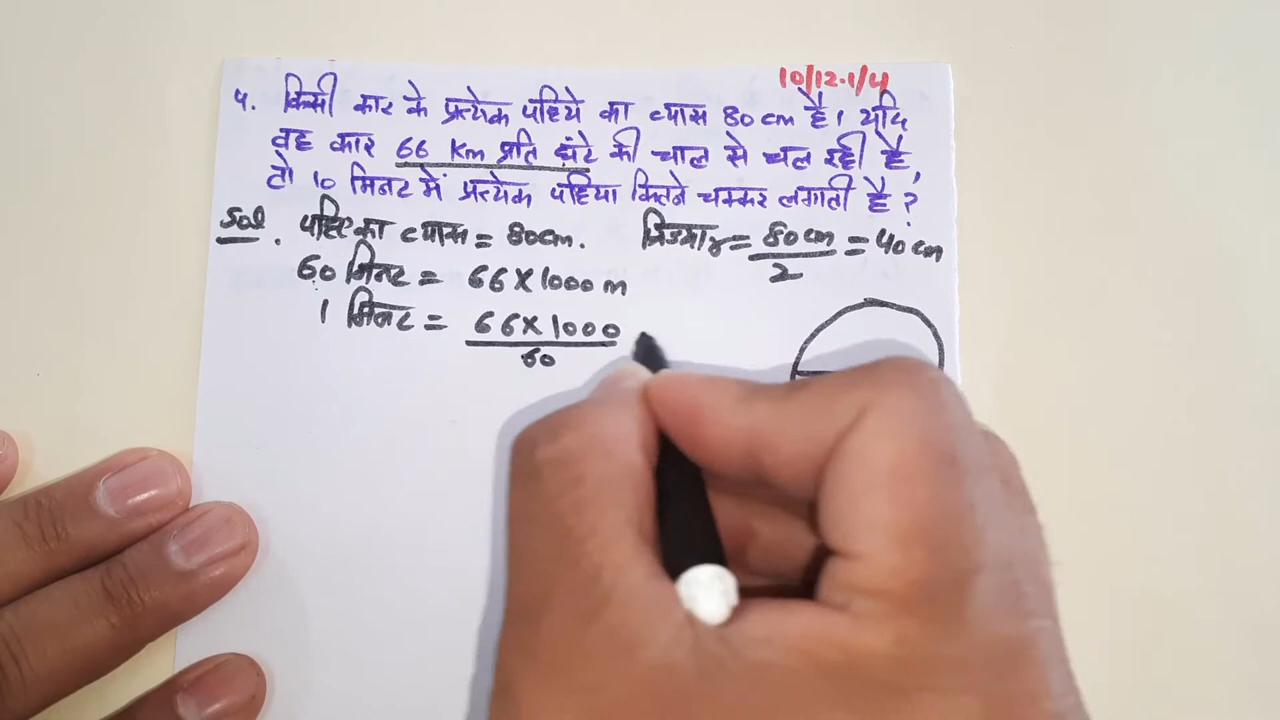 10/12.1/4
4. किसी कार के प्रत्येक पहिये का व्यास 80 cm है। यदि
वह कार 66 Km प्रति घंटे की चाल से चल रही है,
तो 10 मिनट में प्रत्येक पहिया कितने चक्कर लगाती है ?
Sol. पहिए का व्यास = 80cm. त्रिज्या r = 80 cm / 2 = 40 cm
60 मिनट = 66 X 1000 m
1 मिनट = 66 X 1000 / 60